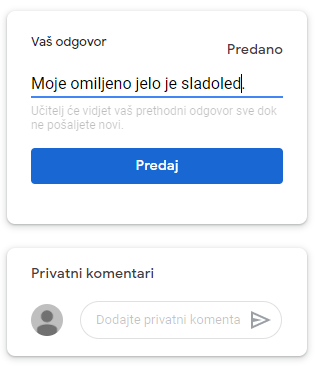 Vaš odgovor
Predano
Moje omiljeno jelo je sladoled.
Učitelj će vidjet vaš prethodni odgovor sve dok
ne pošaljete novi.
Predaj
Privatni komentari
Dodajte privatni komenta